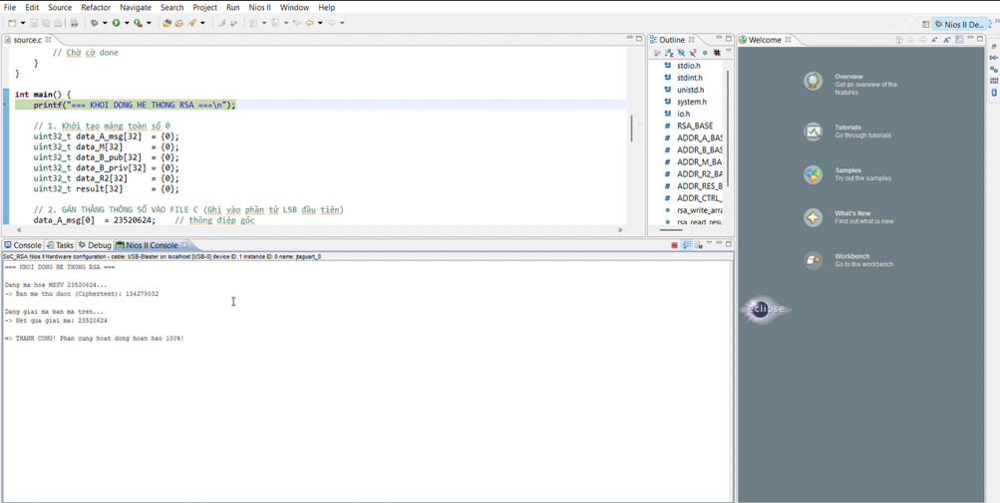 File Edit Source Refactor Navigate Search Project Run Nios II Window Help
Nios II De...
source.c
// Chờ cờ done
}
}
int main() {
printf("=== KHOI DONG HE THONG RSA ===\n");
// 1. Khởi tạo mảng toàn số 0
uint32_t data_A_msg[32] = {0};
uint32_t data_M[32] = {0};
uint32_t data_B_pub[32] = {0};
uint32_t data_B_priv[32] = {0};
uint32_t data_R2[32] = {0};
uint32_t result[32] = {0};
// 2. GÁN THẲNG THÔNG SỐ VÀO FILE C (Ghi vào phần tử LSB đầu tiên)
data_A_msg[0] = 23520624; // thông điệp gốc
Outline
stdio.h
stdint.h
unistd.h
system.h
io.h
RSA_BASE
ADDR_A_BAS
ADDR_B_BAS
ADDR_M_BA
ADDR_R2_BA
ADDR_RES_B
ADDR_CTRL_
rsa_write_arra
rsa_read_resul
Welcome
Overview
Get an overview of the features
Tutorials
Go through tutorials
Samples
Try out the samples
What's New
Find out what is new
Workbench
Go to the workbench
eclipse
Console Tasks Debug Nios II Console
SoC_RSA Nios II Hardware configuration - cable: USB-Blaster on localhost [USB-0] device ID: 1 instance ID: 0 name: jtaguart_0
=== KHOI DONG HE THONG RSA ===
Dang ma hoa MSSV 23520624...
-> Ban ma thu duoc (Ciphertext): 134279032
Dang giai ma ban ma tren...
-> Ket qua giai ma: 23520624
=> THANH CONG! Phan cung hoat dong hoan hao 100%!